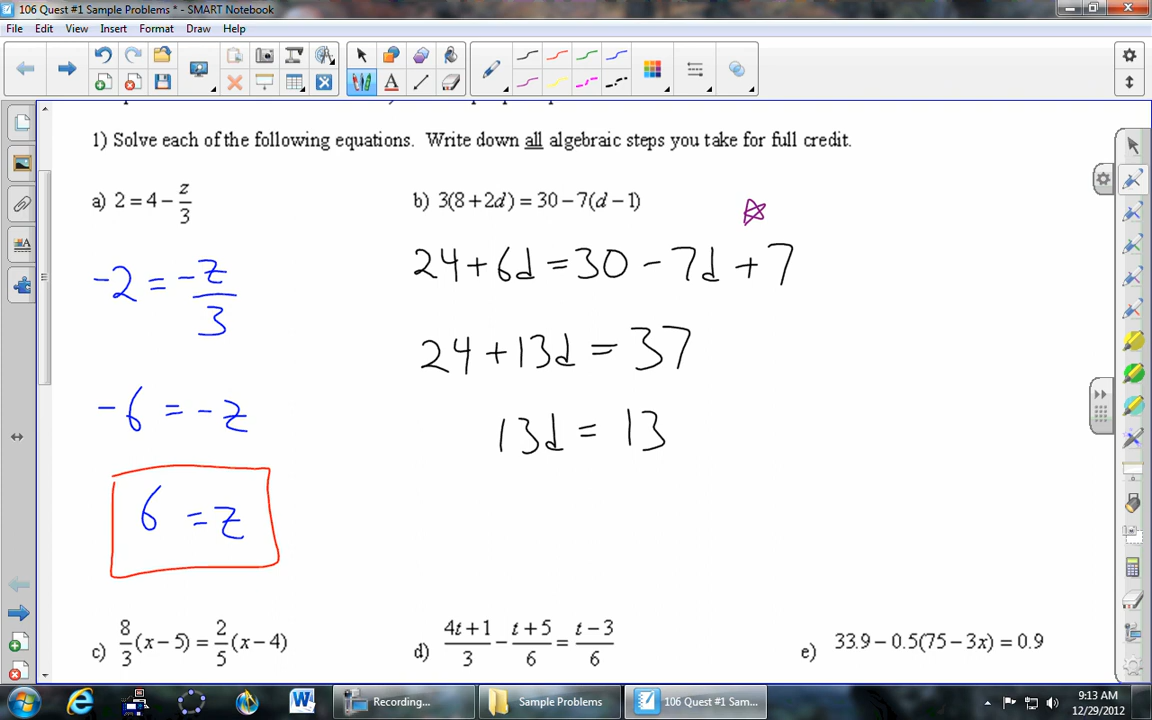 106 Quest #1 Sample Problems * - SMART Notebook
File Edit View Insert Format Draw Help
1) Solve each of the following equations. Write down all algebraic steps you take for full credit.
a) 2 = 4 − z/3
b) 3(8 + 2d) = 30 − 7(d − 1)
24 + 6d = 30 − 7d + 7
-2 = -z/3
24 + 13d = 37
-6 = -z
13d = 13
6 = z
c) 8/3(x − 5) = 2/5(x − 4)
d) 4t + 1/3 − t + 5/6 = t − 3/6
e) 33.9 − 0.5(75 − 3x) = 0.9
Recording...
Sample Problems
106 Quest #1 Sam...
9:13 AM
12/29/2012